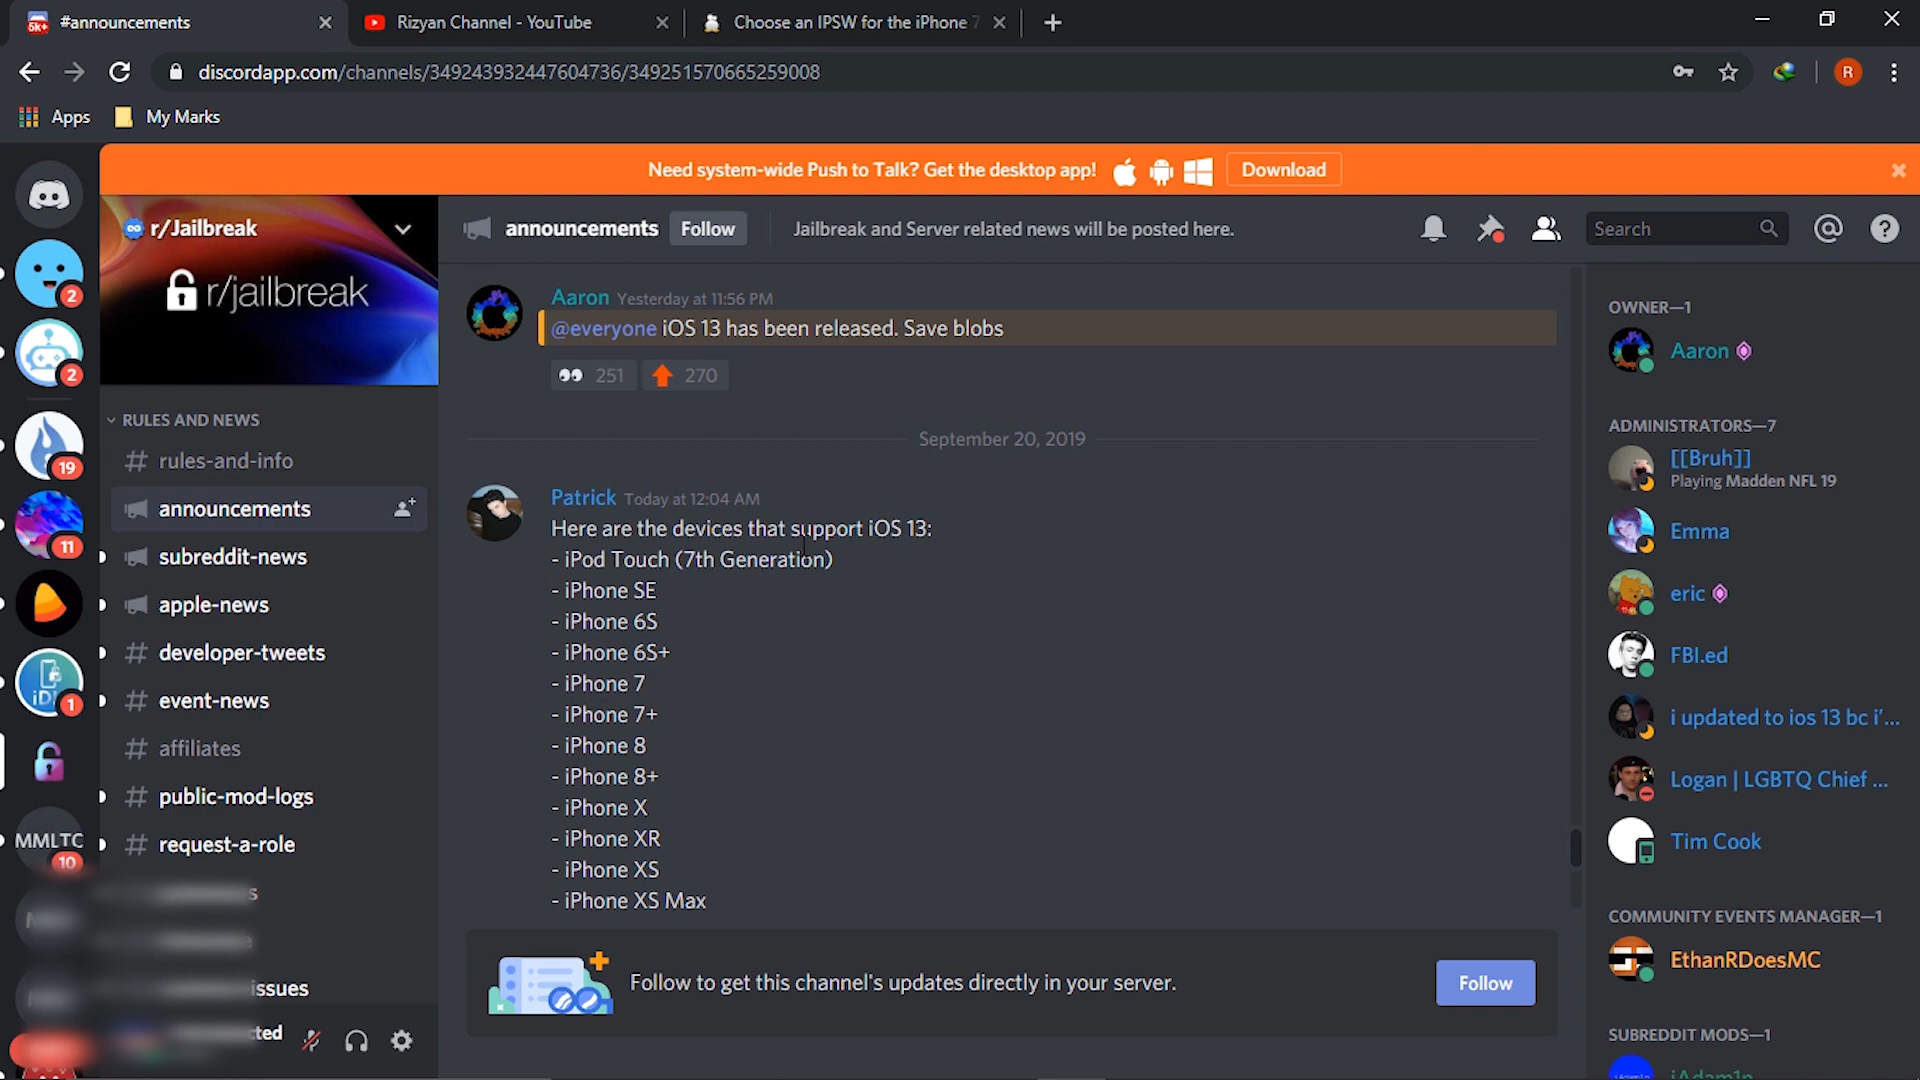 #announcements
Rizyan Channel - YouTube
Choose an IPSW for the iPhone 7
discordapp.com/channels/349243932447604736/349251570665259008
R
Apps
My Marks
Need system-wide Push to Talk? Get the desktop app!
Download
r/Jailbreak
r/jailbreak
announcements
Follow
Jailbreak and Server related news will be posted here.
Search
RULES AND NEWS
rules-and-info
announcements
subreddit-news
apple-news
developer-tweets
event-news
affiliates
public-mod-logs
request-a-role
issues
2
2
19
11
1
MMLTC
10
Aaron Yesterday at 11:56 PM
@everyone iOS 13 has been released. Save blobs
251
270
September 20, 2019
Patrick Today at 12:04 AM
Here are the devices that support iOS 13:
- iPod Touch (7th Generation)
- iPhone SE
- iPhone 6S
- iPhone 6S+
- iPhone 7
- iPhone 7+
- iPhone 8
- iPhone 8+
- iPhone X
- iPhone XR
- iPhone XS
- iPhone XS Max
Follow to get this channel's updates directly in your server.
Follow
OWNER—1
Aaron
ADMINISTRATORS—7
[[Bruh]]
Playing Madden NFL 19
Emma
eric
FBI.ed
i updated to ios 13 bc i'...
Logan | LGBTQ Chief ...
Tim Cook
COMMUNITY EVENTS MANAGER—1
EthanRDoesMC
SUBREDDIT MODS—1